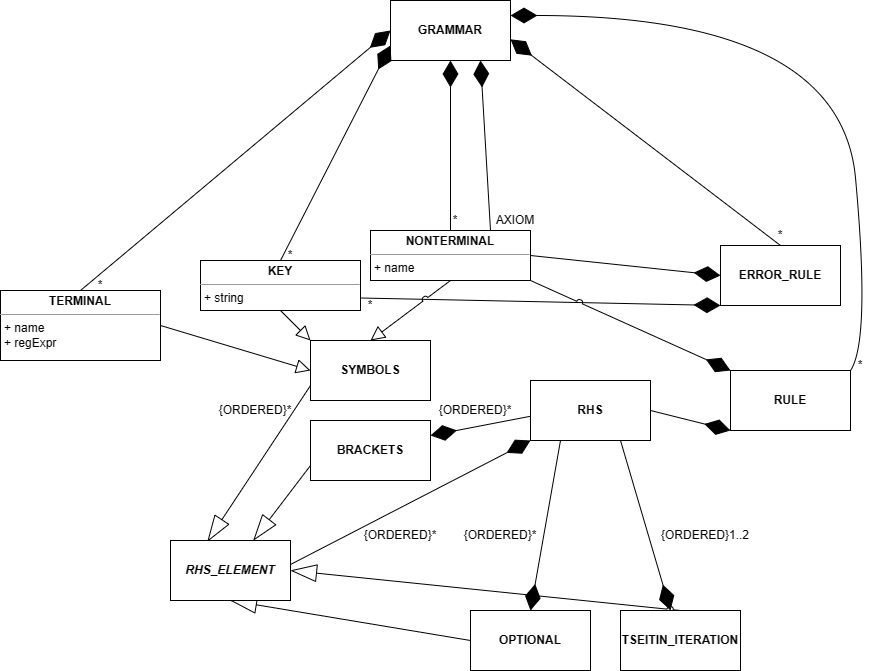 GRAMMAR
*
*
*
AXIOM
*
NONTERMINAL
+ name
ERROR_RULE
KEY
+ string
*
TERMINAL
+ name
+ regExpr
SYMBOLS
*
RULE
{ORDERED}*
{ORDERED}*
RHS
BRACKETS
{ORDERED}*
{ORDERED}*
{ORDERED}1..2
RHS_ELEMENT
OPTIONAL
TSEITIN_ITERATION